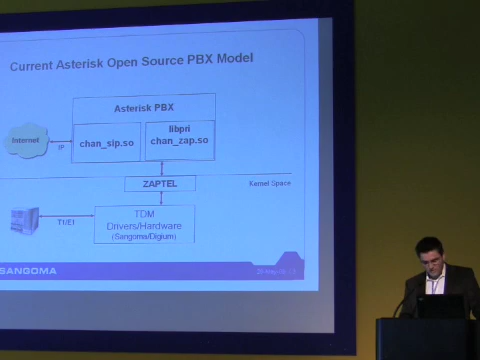 Current Asterisk Open Source PBX Model
Asterisk PBX
Internet
IP
chan_sip.so
libpri
chan_zap.so
ZAPTEL
Kernel Space
T1/E1
TDM
Drivers/Hardware
(Sangoma/Digium)
SANGOMA